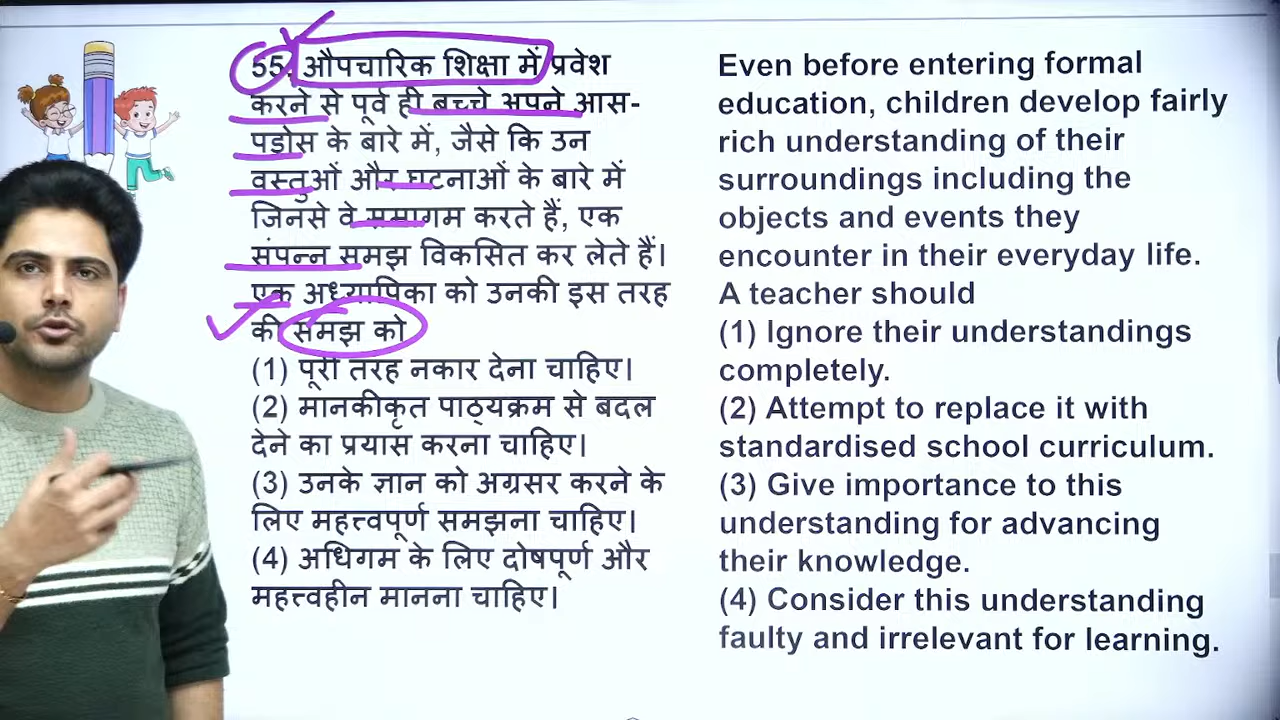 55. औपचारिक शिक्षा में प्रवेश
करने से पूर्व ही बच्चे अपने आस-
पड़ोस के बारे में, जैसे कि उन
वस्तुओं और घटनाओं के बारे में
जिनसे वे समागम करते हैं, एक
संपन्न समझ विकसित कर लेते हैं।
एक अध्यापिका को उनकी इस तरह
की समझ को
(1) पूरी तरह नकार देना चाहिए।
(2) मानकीकृत पाठ्यक्रम से बदल
देने का प्रयास करना चाहिए।
(3) उनके ज्ञान को अग्रसर करने के
लिए महत्त्वपूर्ण समझना चाहिए।
(4) अधिगम के लिए दोषपूर्ण और
महत्त्वहीन मानना चाहिए।
Even before entering formal
education, children develop fairly
rich understanding of their
surroundings including the
objects and events they
encounter in their everyday life.
A teacher should
(1) Ignore their understandings
completely.
(2) Attempt to replace it with
standardised school curriculum.
(3) Give importance to this
understanding for advancing
their knowledge.
(4) Consider this understanding
faulty and irrelevant for learning.